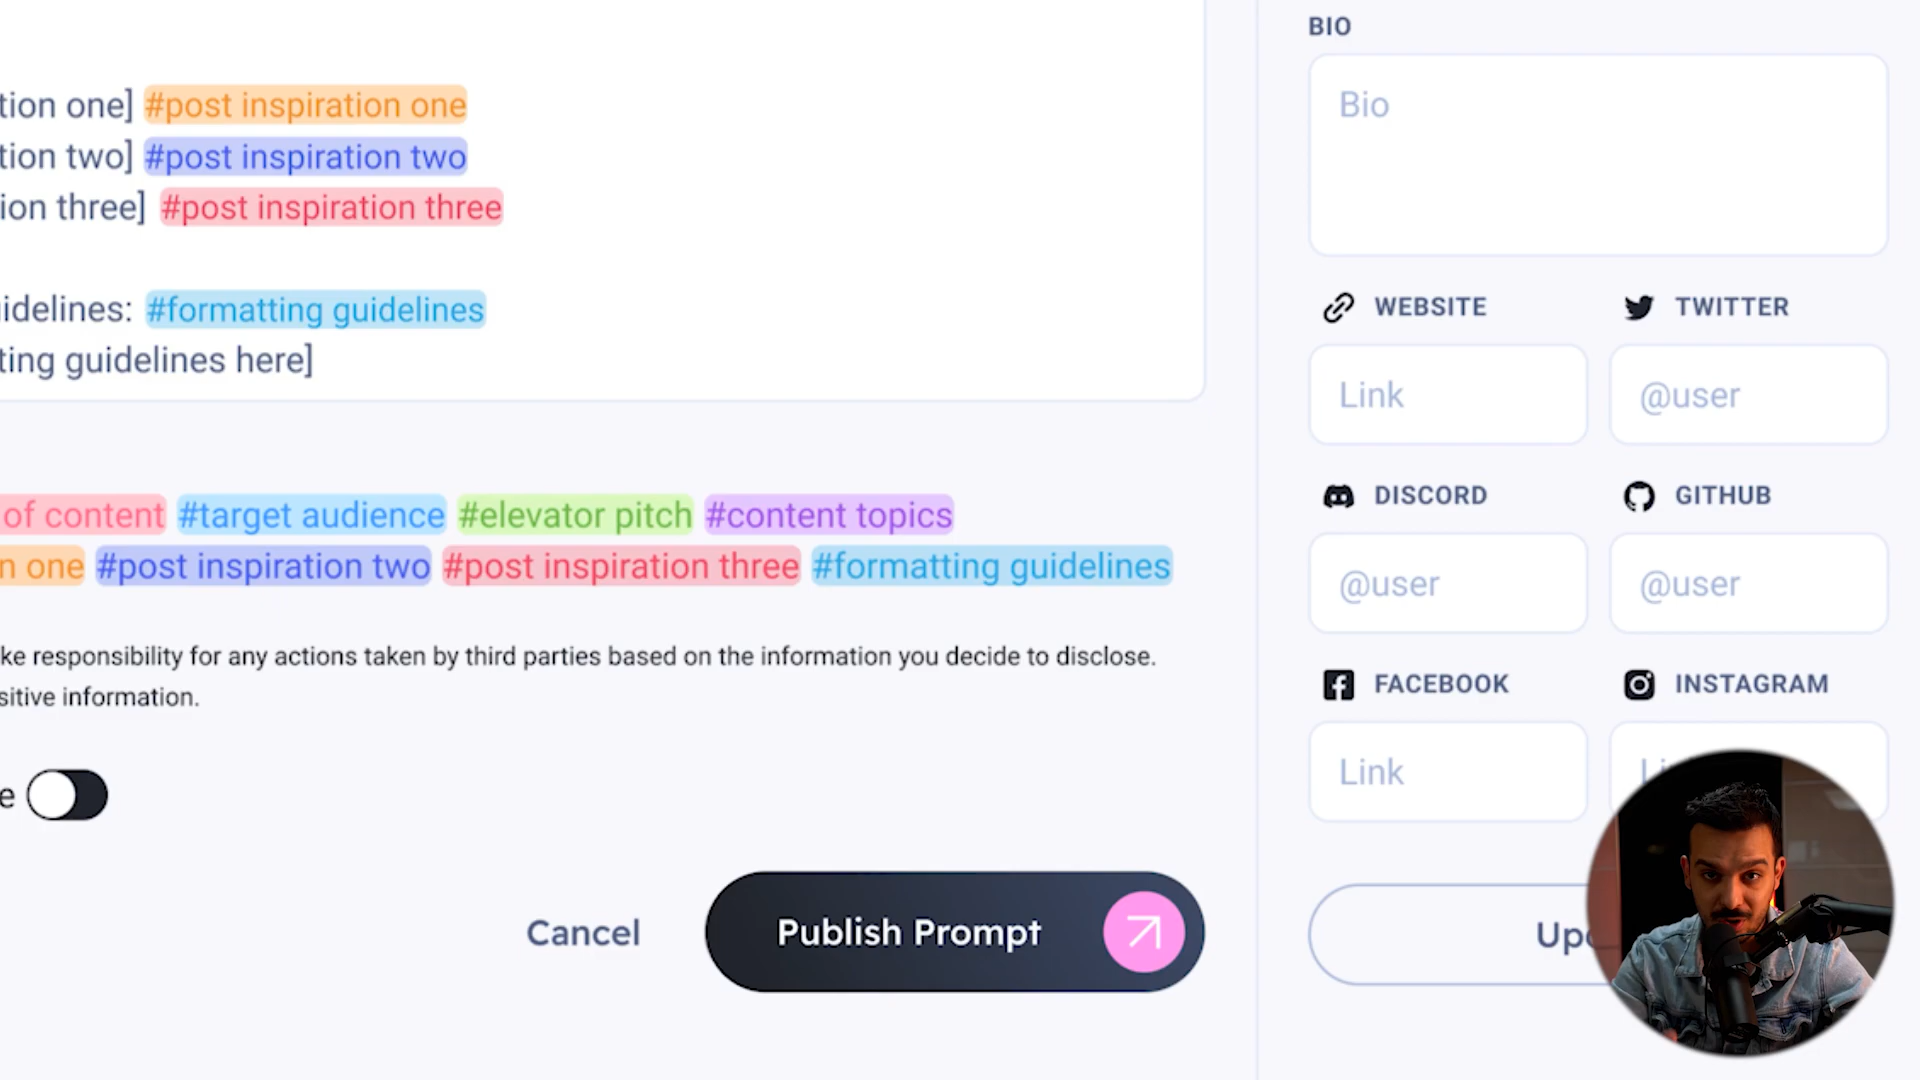 tion one] #post inspiration one
tion two] #post inspiration two
ion three] #post inspiration three
idelines: #formatting guidelines
ting guidelines here]
of content #target audience #elevator pitch #content topics
n one #post inspiration two #post inspiration three #formatting guidelines
ke responsibility for any actions taken by third parties based on the information you decide to disclose.
sitive information.
e
Cancel
Publish Prompt
BIO
Bio
WEBSITE
TWITTER
Link
@user
DISCORD
GITHUB
@user
@user
FACEBOOK
INSTAGRAM
Link